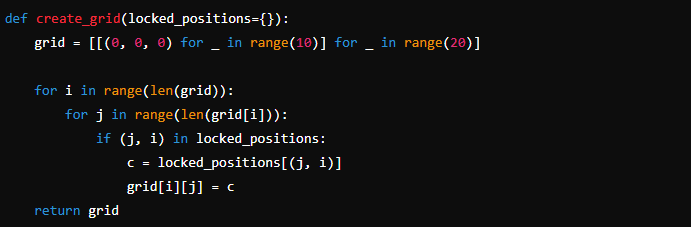 def create_grid(locked_positions={}):
    grid = [[(0, 0, 0) for _ in range(10)] for _ in range(20)]

    for i in range(len(grid)):
        for j in range(len(grid[i])):
            if (j, i) in locked_positions:
                c = locked_positions[(j, i)]
                grid[i][j] = c
    return grid